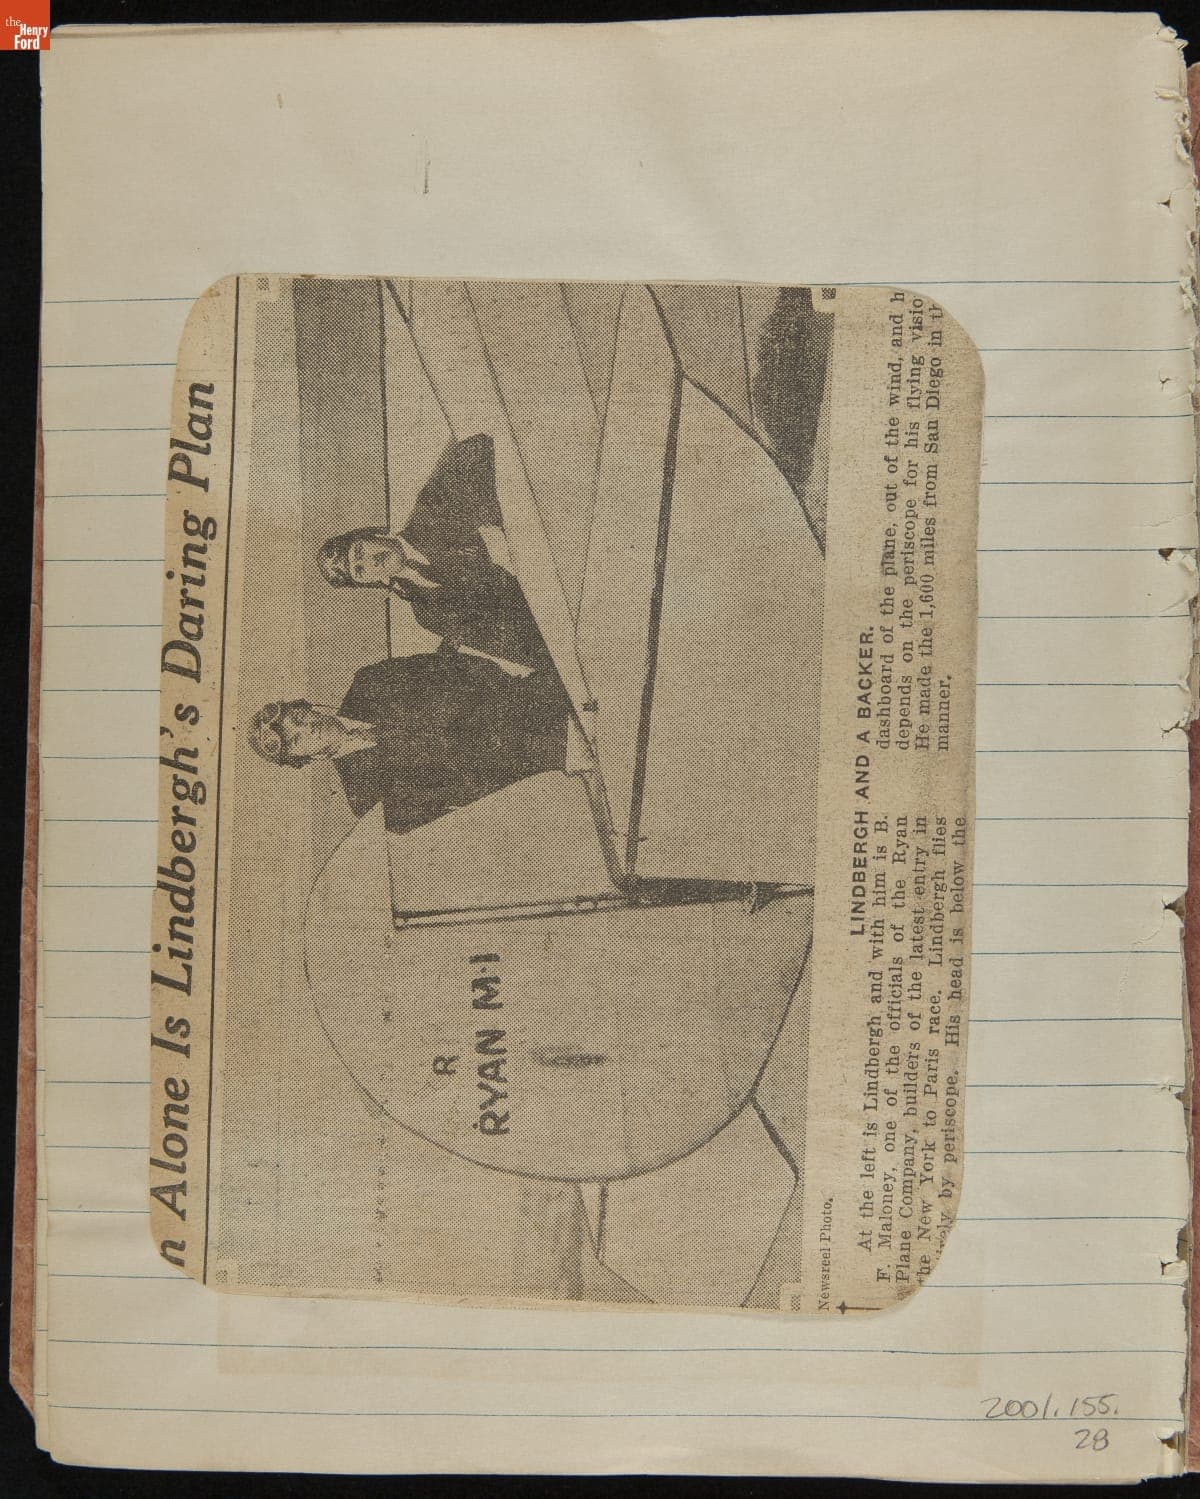 the
Henry
Ford
n Alone Is Lindbergh's Daring Plan
R
RYAN M-1
Newsreel Photo.
LINDBERGH AND A BACKER.
At the left is Lindbergh and with him is B.
F. Maloney, one of the officials of the Ryan
Plane Company, builders of the latest entry in
the New York to Paris race. Lindbergh flies
by periscope. His head is below the
dashboard of the plane, out of the wind, and h
depends on the periscope for his flying visio
He made the 1,600 miles from San Diego in th
manner.
2001.155.
28